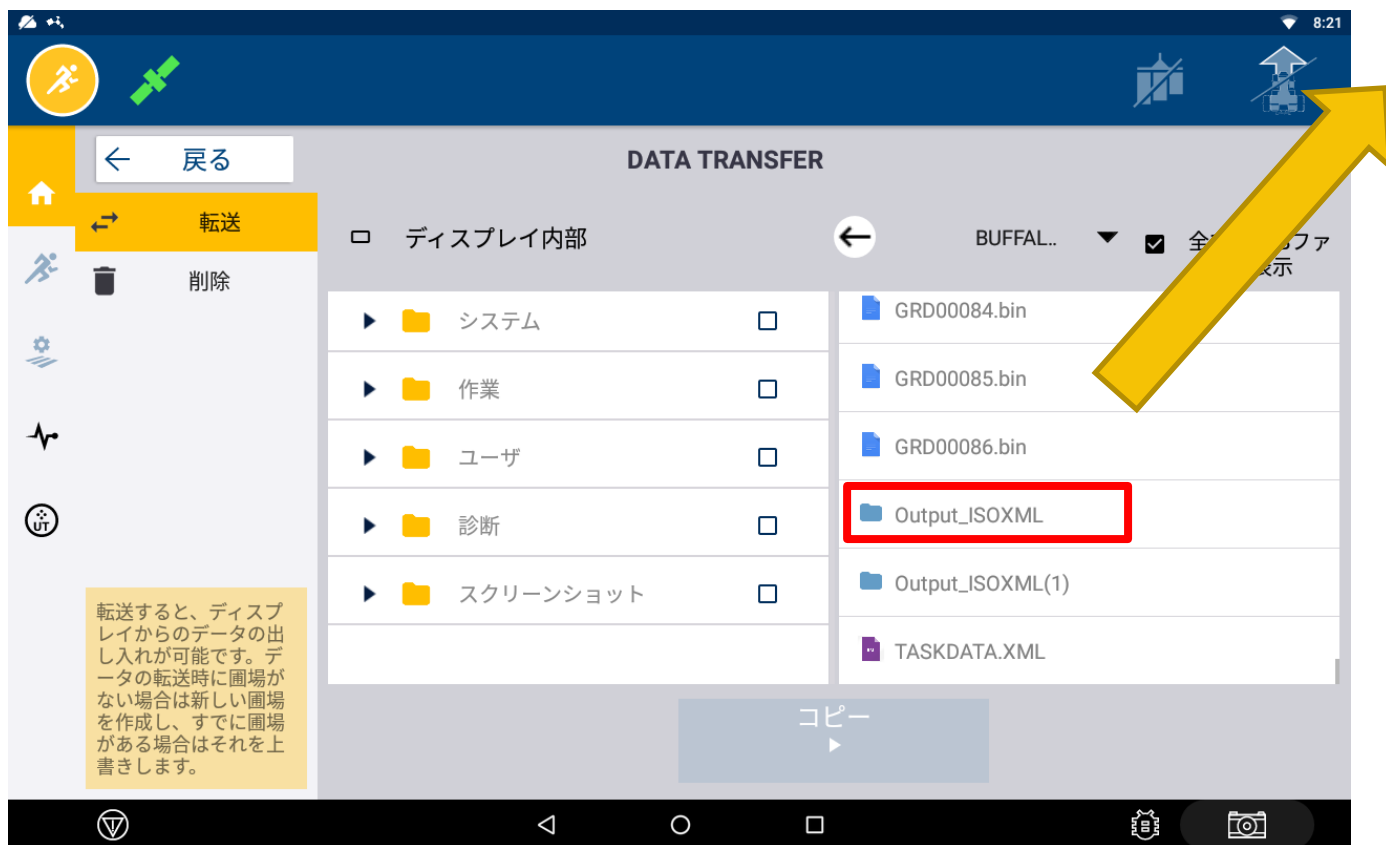 8:21
戻る
DATA TRANSFER
転送
削除
ディスプレイ内部
BUFFAL..
ファ
示
システム
作業
ユーザ
診断
スクリーンショット
GRD00084.bin
GRD00085.bin
GRD00086.bin
Output_ISOXML
Output_ISOXML(1)
TASKDATA.XML
UT
転送すると、ディスプ
レイからのデータの出
し入れが可能です。デ
ータの転送時に圃場が
ない場合は新しい圃場
を作成し、すでに圃場
がある場合はそれを上
書きします。
コピー